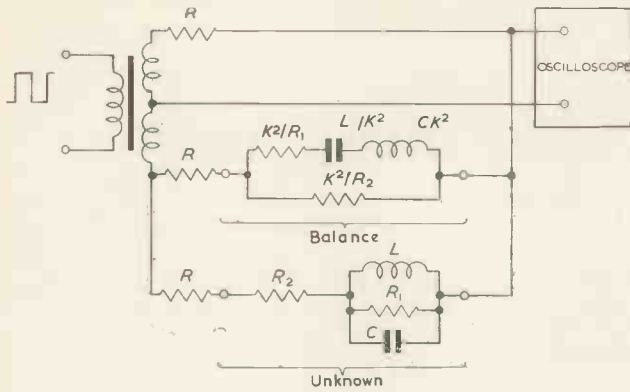 R
OSCILLOSCOPE
K²/R₁ L/K² CK²
R K²/R₂
Balance
L
R R₂ R₁
C
Unknown